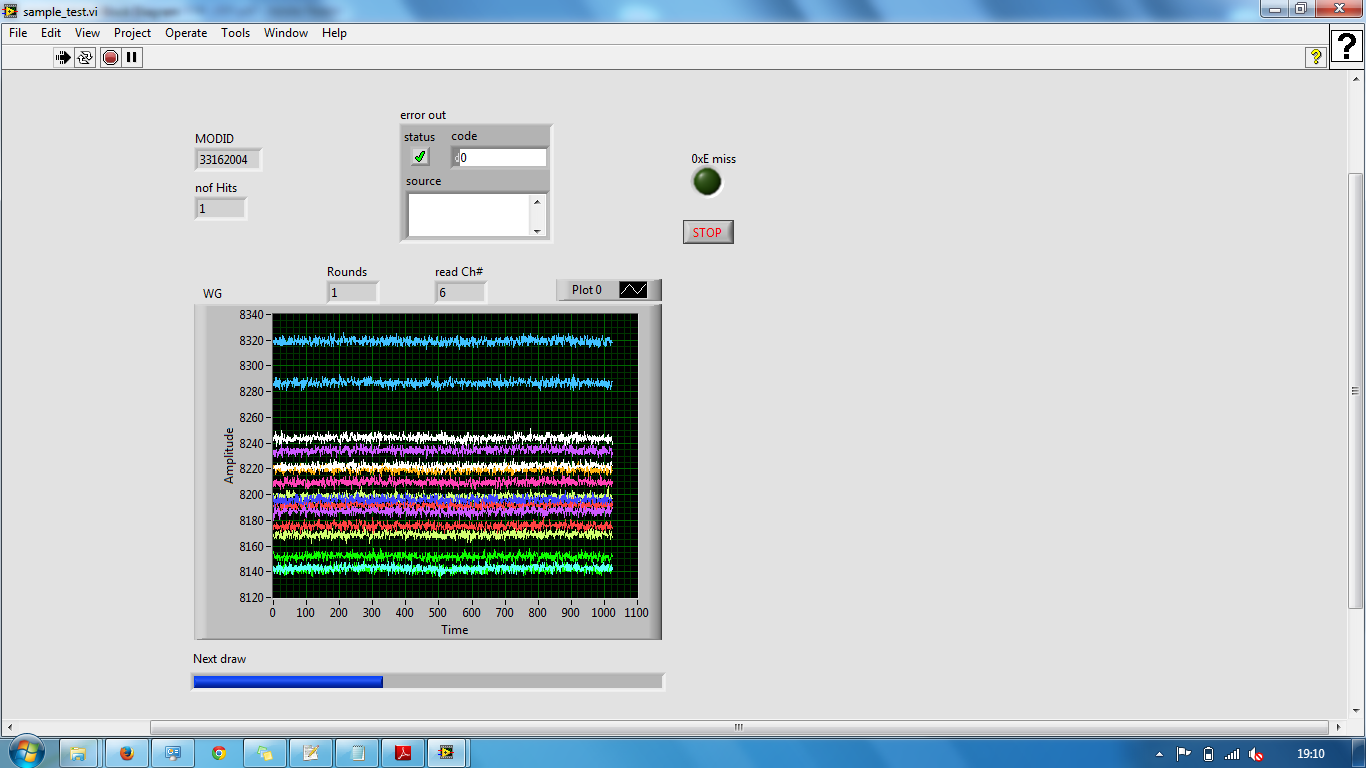 sample_test.vi
File Edit View Project Operate Tools Window Help
?
?
MODID
33162004
nof Hits
1
error out
status code
d 0
source
0xE miss
STOP
Rounds
1
read Ch#
6
WG
Plot 0
8340
8320
8300
8280
8260
8240
8220
8200
8180
8160
8140
8120
Amplitude
0 100 200 300 400 500 600 700 800 900 1000 1100
Time
Next draw
19:10